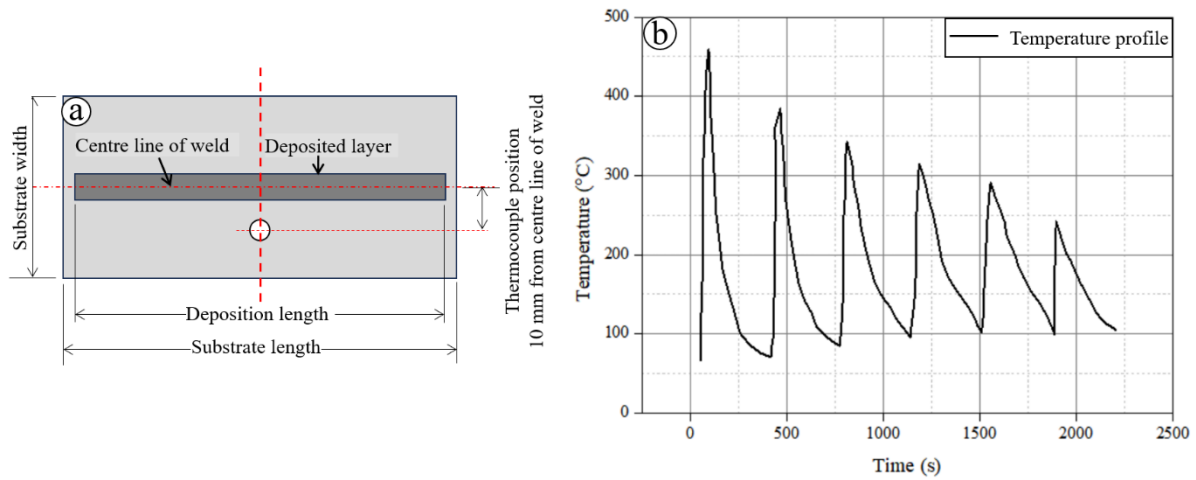 a
Centre line of weld
Deposited layer
Substrate width
Deposition length
Substrate length
Thermocouple position
10 mm from centre line of weld
b
Temperature profile
500
400
300
200
100
0
Temperature (°C)
0
500
1000
1500
2000
2500
Time (s)